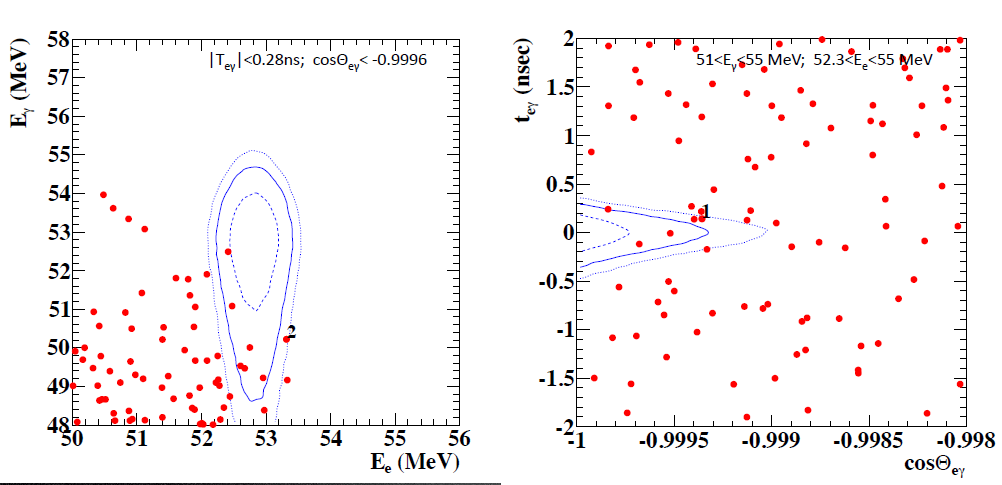 58
57
56
55
54
53
52
51
50
49
48
E_γ (MeV)
|T_eγ|<0.28ns; cosΘ_eγ< -0.9996
2
50 51 52 53 54 55 56
E_e (MeV)
2
1.5
1
0.5
0
-0.5
-1
-1.5
-2
t_eγ (nsec)
51<E_γ<55 MeV; 52.3<E_e<55 MeV
1
-1 -0.9995 -0.999 -0.9985 -0.998
cosΘ_eγ